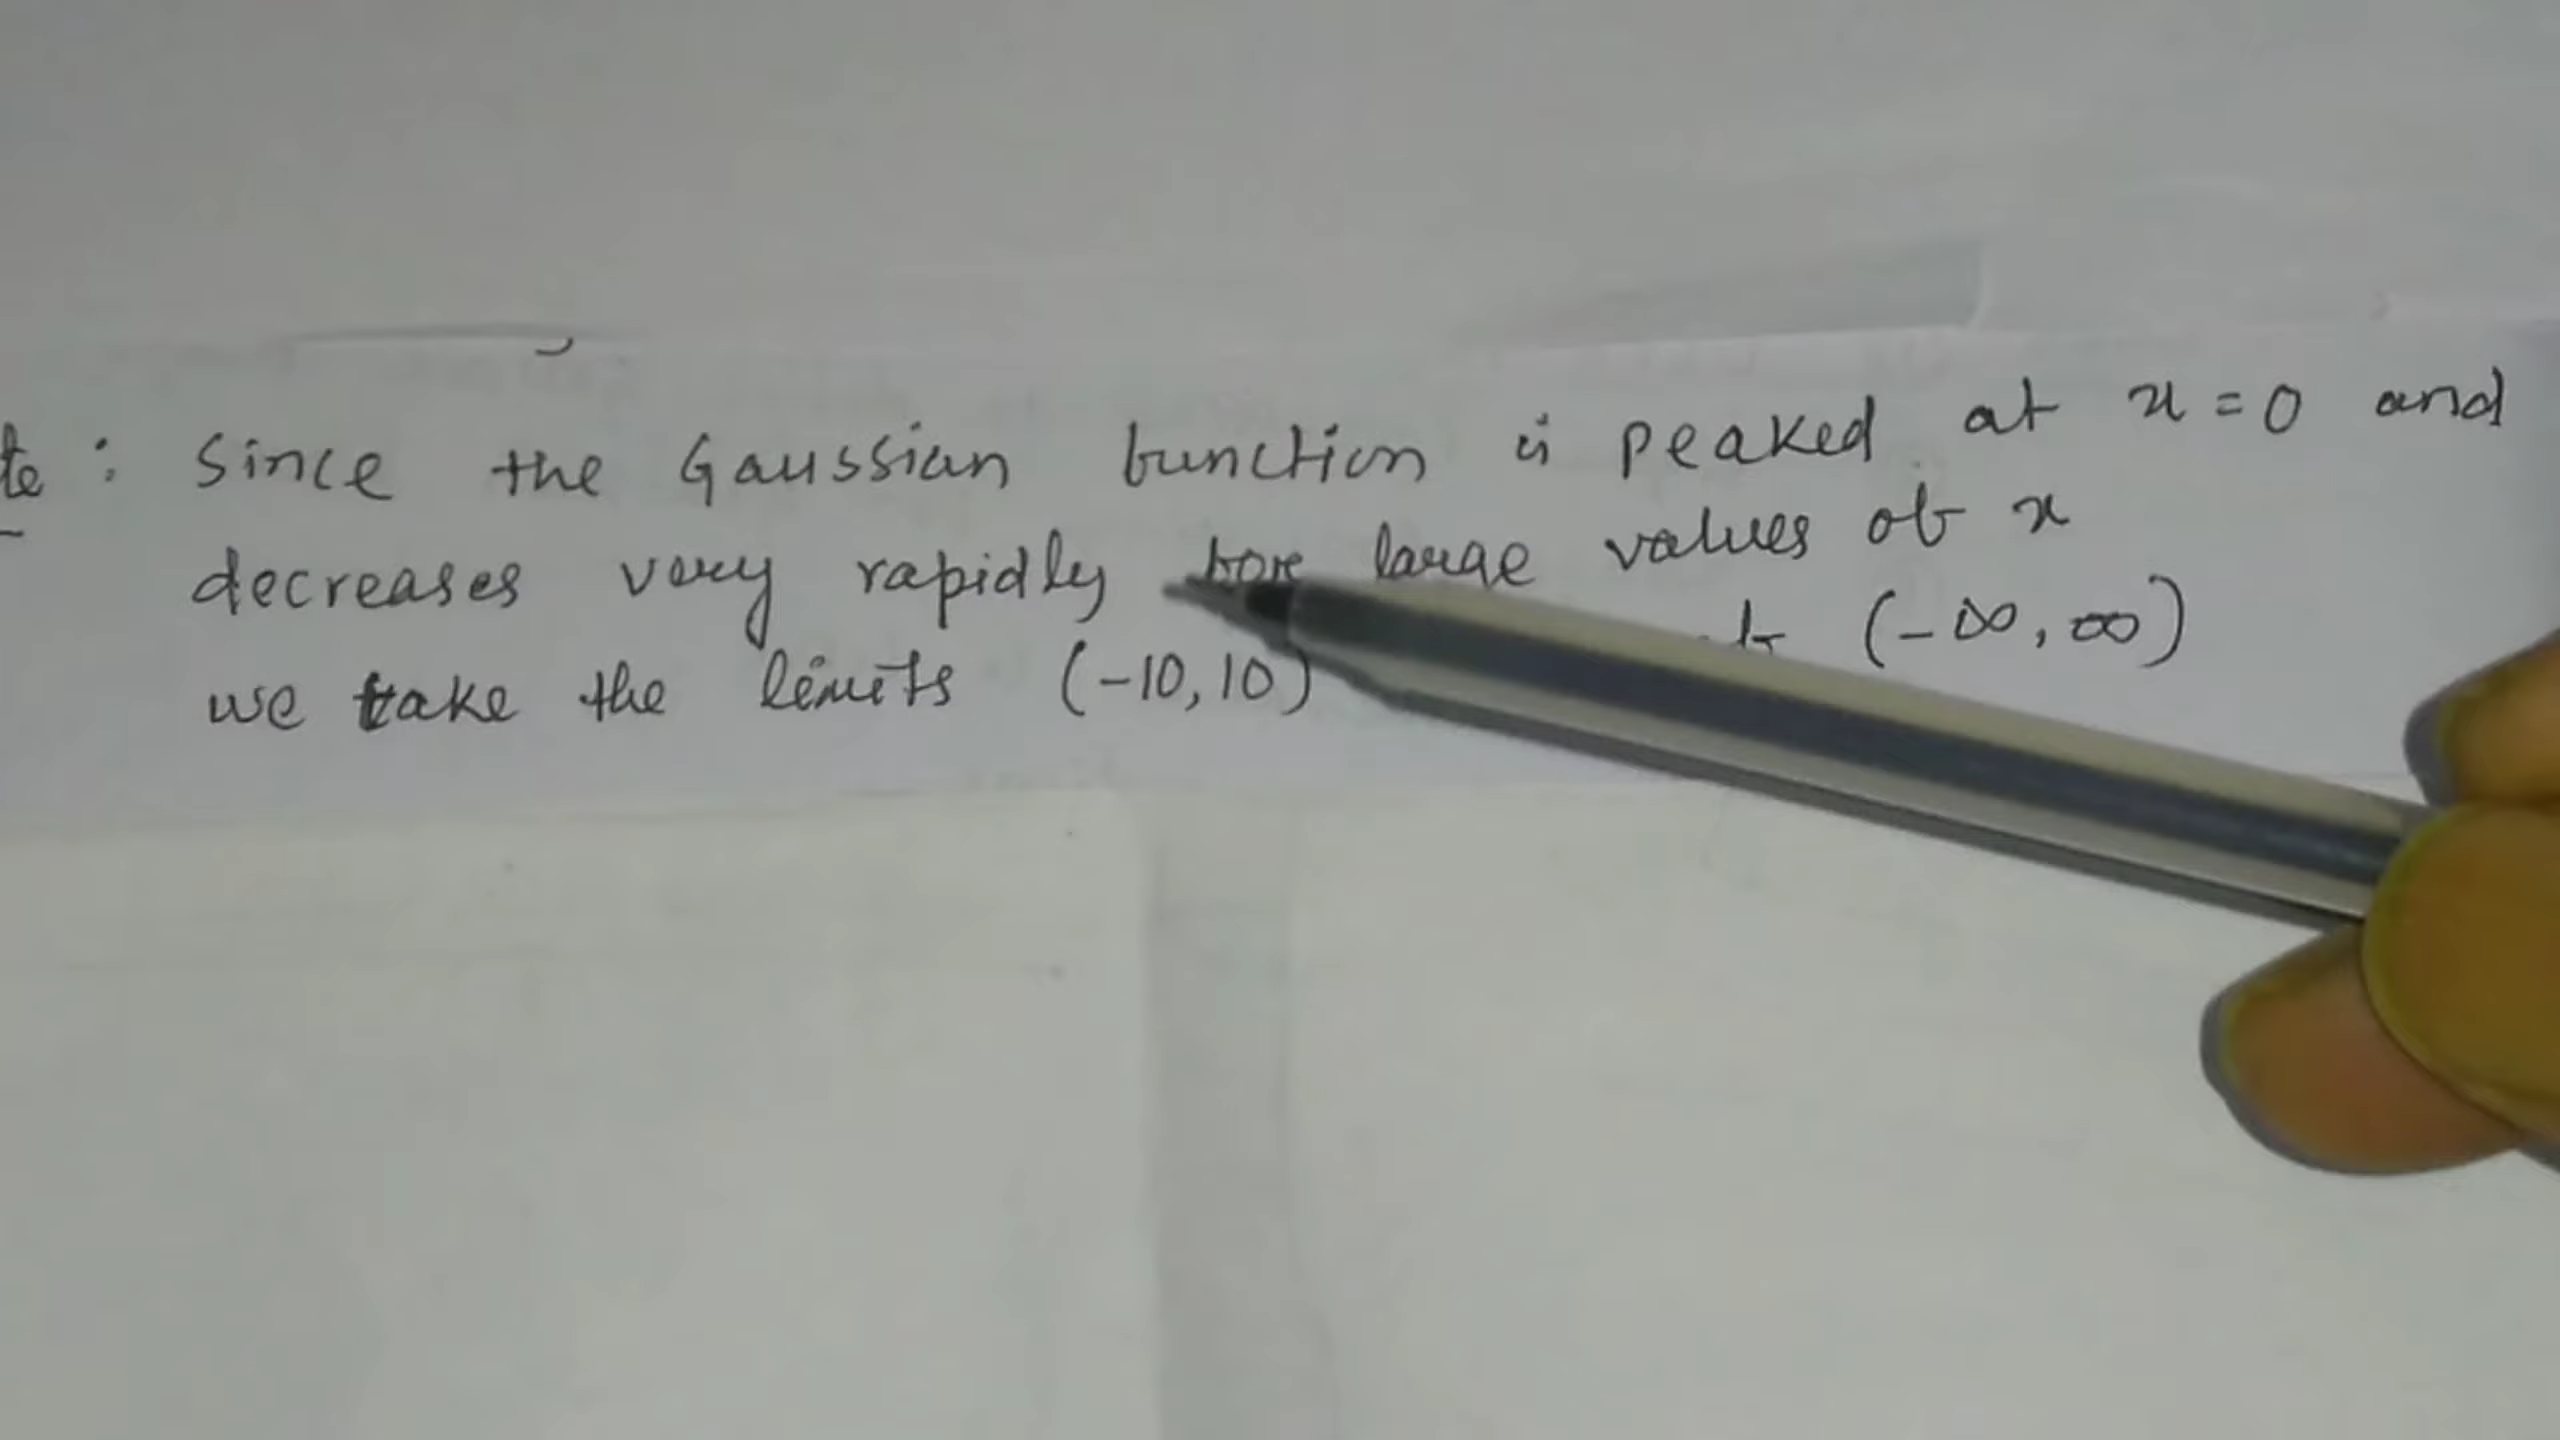 te : Since the Gaussian function is peaked at x = 0 and
decreases very rapidly for large values of x
we take the limits (-10, 10) (-∞, ∞)